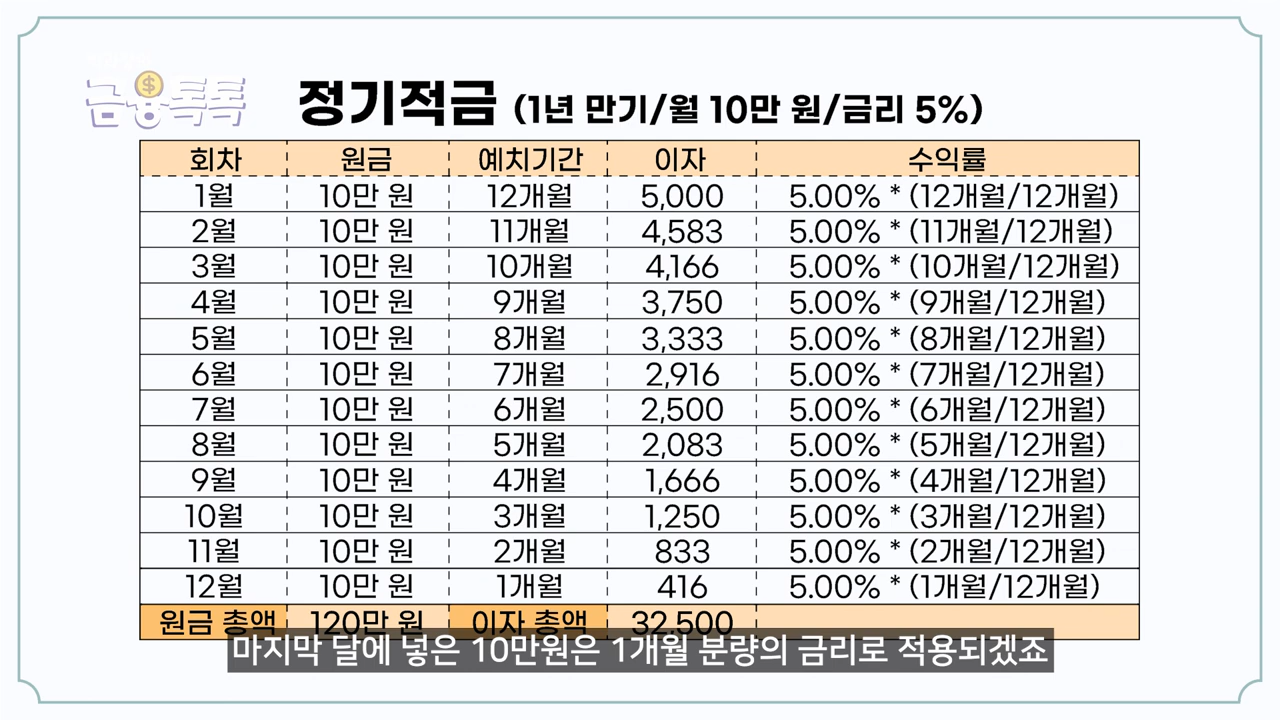 금융톡톡
정기적금 (1년 만기/월 10만 원/금리 5%)
회차 원금 예치기간 이자 수익률
1월 10만 원 12개월 5,000 5.00% * (12개월/12개월)
2월 10만 원 11개월 4,583 5.00% * (11개월/12개월)
3월 10만 원 10개월 4,166 5.00% * (10개월/12개월)
4월 10만 원 9개월 3,750 5.00% * (9개월/12개월)
5월 10만 원 8개월 3,333 5.00% * (8개월/12개월)
6월 10만 원 7개월 2,916 5.00% * (7개월/12개월)
7월 10만 원 6개월 2,500 5.00% * (6개월/12개월)
8월 10만 원 5개월 2,083 5.00% * (5개월/12개월)
9월 10만 원 4개월 1,666 5.00% * (4개월/12개월)
10월 10만 원 3개월 1,250 5.00% * (3개월/12개월)
11월 10만 원 2개월 833 5.00% * (2개월/12개월)
12월 10만 원 1개월 416 5.00% * (1개월/12개월)
원금 총액 120만 원 이자 총액 32,500
마지막 달에 넣은 10만원은 1개월 분량의 금리로 적용되겠죠